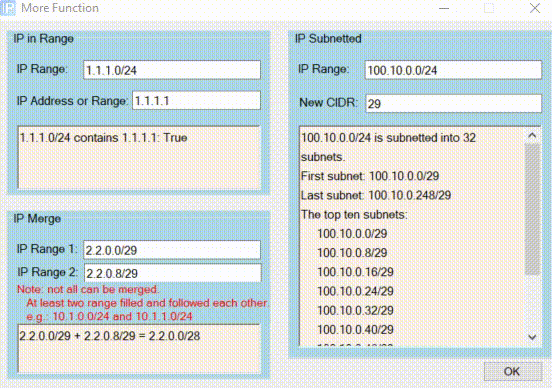 IP More Function
IP in Range
IP Range: 1.1.1.0/24
IP Address or Range: 1.1.1.1
1.1.1.0/24 contains 1.1.1.1: True
IP Merge
IP Range 1: 2.2.0.0/29
IP Range 2: 2.2.0.8/29
Note: not all can be merged.
At least two range filled and followed each other.
e.g.: 10.1.0.0/24 and 10.1.1.0/24
2.2.0.0/29 + 2.2.0.8/29 = 2.2.0.0/28
IP Subnetted
IP Range: 100.10.0.0/24
New CIDR: 29
100.10.0.0/24 is subnetted into 32
subnets.
First subnet: 100.10.0.0/29
Last subnet: 100.10.0.248/29
The top ten subnets:
100.10.0.0/29
100.10.0.8/29
100.10.0.16/29
100.10.0.24/29
100.10.0.32/29
100.10.0.40/29
OK